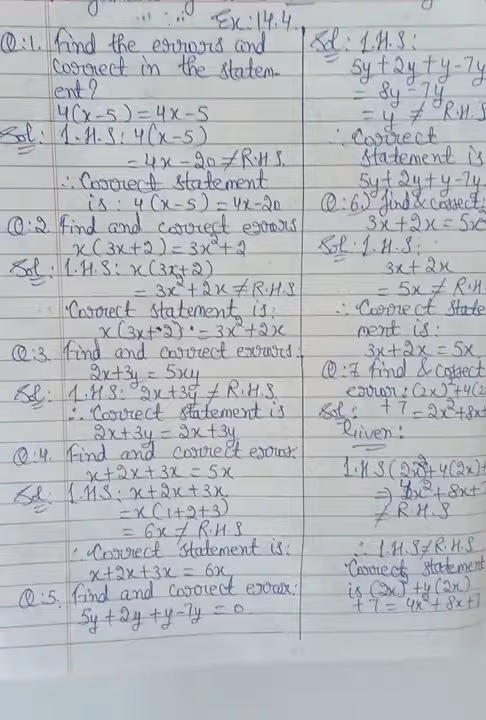 Ex:14.4.
Q:1. find the errors and
correct in the statem-
ent?
4(x-5) = 4x-5
Sol: L.H.S: 4(x-5)
= 4x-20 ≠ R.H.S.
∴ Correct statement
is: 4(x-5) = 4x-20
Q:2. find and correct errors
x(3x+2) = 3x²+2
Sol: L.H.S: x(3x+2)
= 3x²+2x ≠ R.H.S
Correct statement is:
x(3x+2) = 3x²+2x
Q:3. find and correct errors:
2x+3y = 5xy
Sol: L.H.S: 2x+3y ≠ R.H.S
∴ Correct statement is
2x+3y = 2x+3y
Q:4. find and correct error:
x+2x+3x = 5x
Sol: L.H.S: x+2x+3x
= x(1+2+3)
= 6x ≠ R.H.S
∴ Correct statement is:
x+2x+3x = 6x
Q:5. find and correct error:
5y+2y+y-7y = 0
Sol: L.H.S:
5y+2y+y-7y
= 8y-7y
= y ≠ R.H.S
∴ Correct
statement is
5y+2y+y-7y
Q:6.) find & correct:
3x+2x = 5x²
Sol: L.H.S:
3x+2x
= 5x ≠ R.H
∴ Correct State
ment is:
3x+2x = 5x
Q:7. find & correct
error: (2x)²+4(2
+7 = 2x²+8x+
Sol:
Given:
L.H.S (2x)²+4(2x)+
⇒ 4x²+8x+
≠ R.H.S
∴ L.H.S ≠ R.H.S
Correct statement
is (2x)²+4(2x)
+7 = 4x²+8x+7